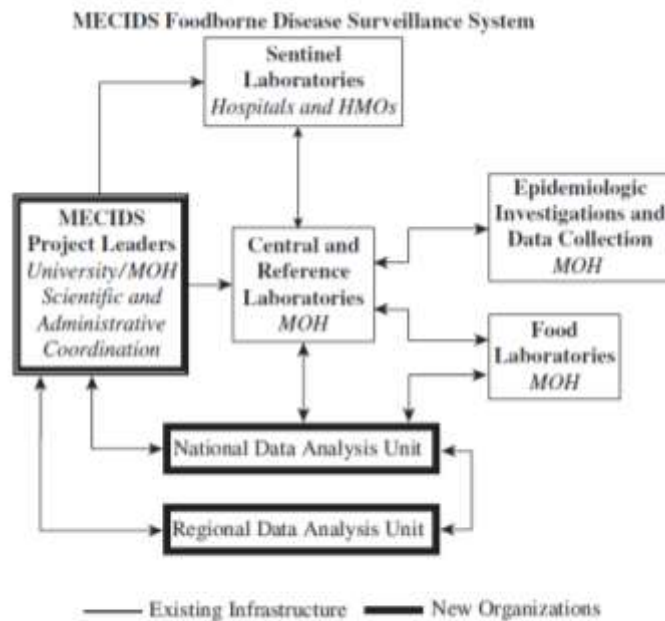 MECIDS Foodborne Disease Surveillance System
Sentinel
Laboratories
Hospitals and HMOs
MECIDS
Project Leaders
University/MOH
Scientific and
Administrative
Coordination
Central and
Reference
Laboratories
MOH
Epidemiologic
Investigations and
Data Collection
MOH
Food
Laboratories
MOH
National Data Analysis Unit
Regional Data Analysis Unit
Existing Infrastructure
New Organizations